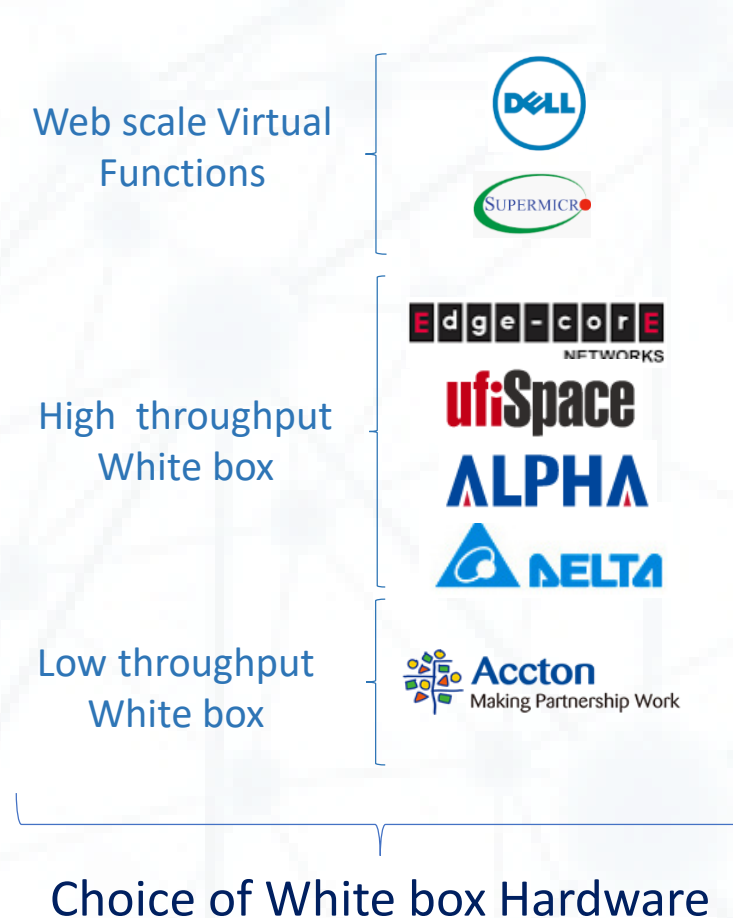 Web scale Virtual
Functions
DELL
SUPERMICR
High throughput
White box
Edge-corE
NETWORKS
ufiSpace
ALPHA
DELTA
Low throughput
White box
Accton
Making Partnership Work
Choice of White box Hardware